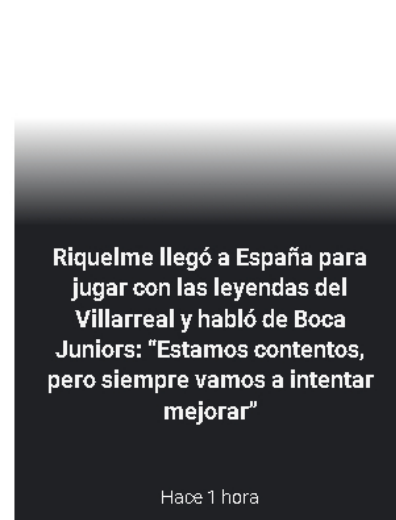 Riquelme llegó a España para
jugar con las leyendas del
Villarreal y habló de Boca
Juniors: “Estamos contentos,
pero siempre vamos a intentar
mejorar”
Hace 1 hora